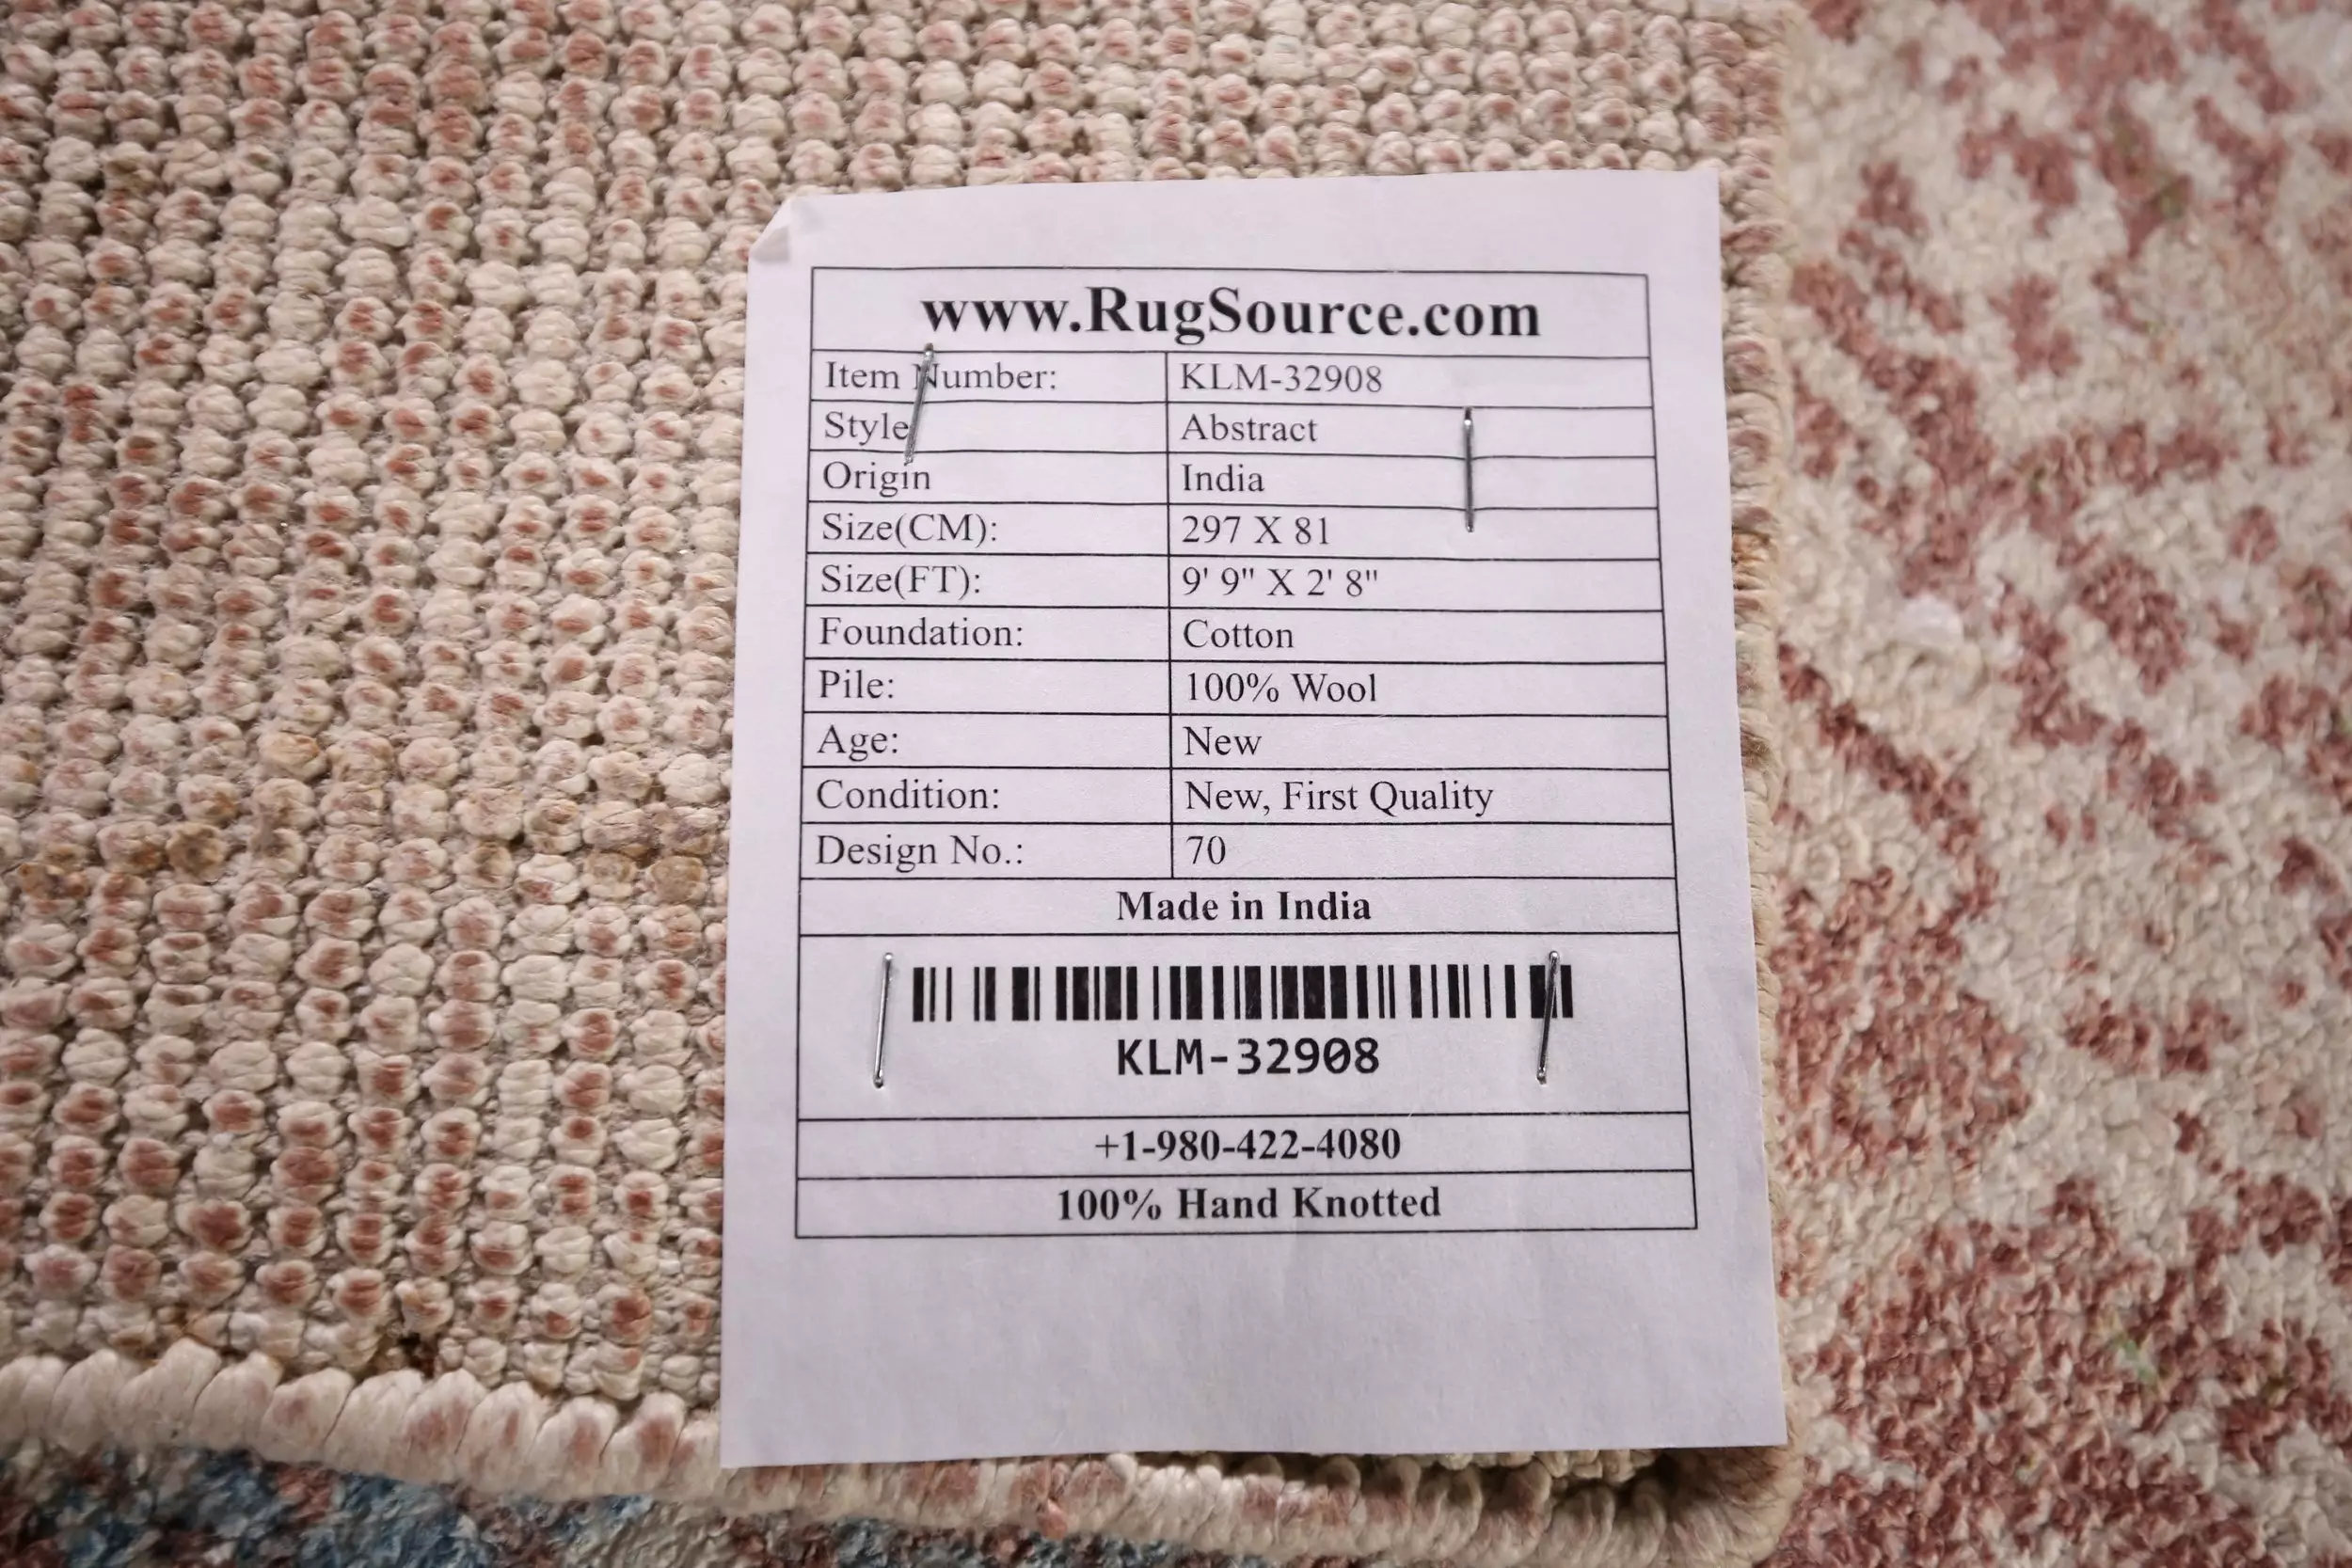 www.RugSource.com
Item Number: KLM-32908
Style Abstract
Origin India
Size(CM): 297 X 81
Size(FT): 9' 9" X 2' 8"
Foundation: Cotton
Pile: 100% Wool
Age: New
Condition: New, First Quality
Design No.: 70
Made in India
KLM-32908
+1-980-422-4080
100% Hand Knotted